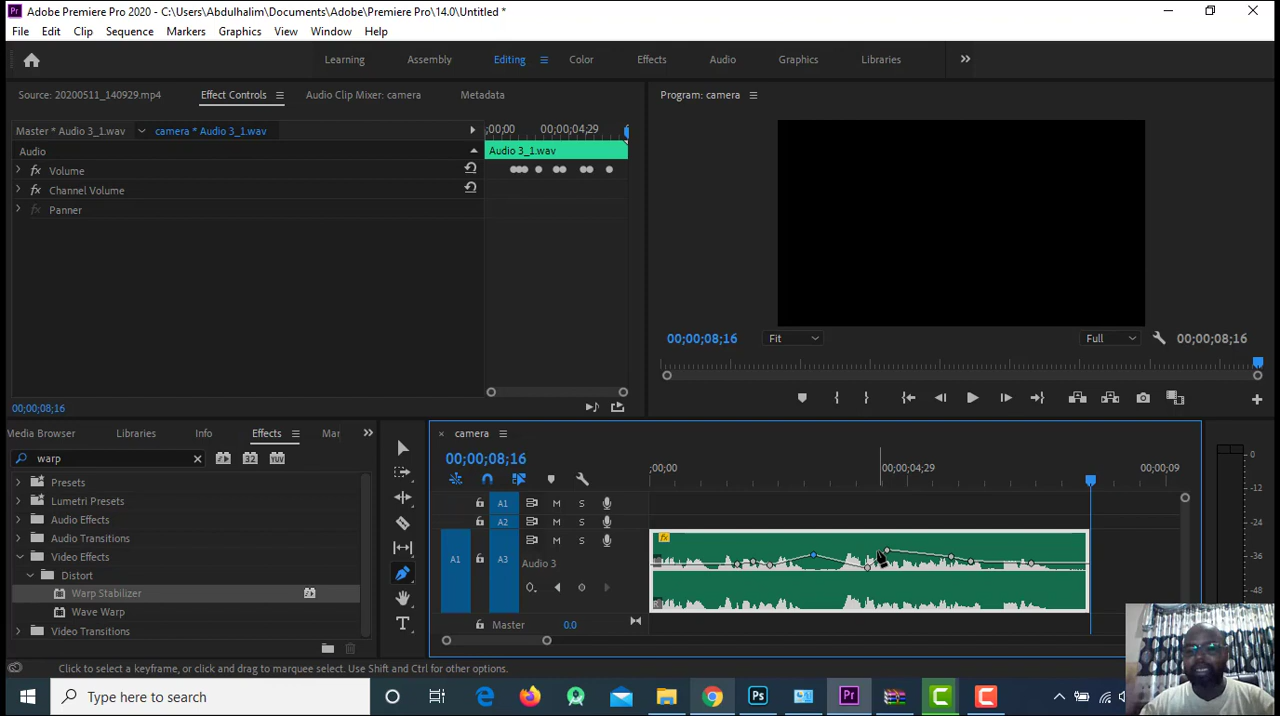 Adobe Premiere Pro 2020 - C:\Users\Abdulhalim\Documents\Adobe\Premiere Pro\14.0\Untitled *
File Edit Clip Sequence Markers Graphics View Window Help
Learning Assembly Editing Color Effects Audio Graphics Libraries
Source: 20200511_140929.mp4 Effect Controls Audio Clip Mixer: camera Metadata
Program: camera
Master * Audio 3_1.wav camera * Audio 3_1.wav
;00;00 00;00;04;29
Audio
Audio 3_1.wav
Volume
Channel Volume
Panner
00;00;08;16 Fit Full 00;00;08;16
00;00;08;16
Media Browser Libraries Info Effects Mar
camera
warp
00;00;08;16
;00;00 00;00;04;29 00;00;09
Presets
Lumetri Presets
Audio Effects
Audio Transitions
Video Effects
Distort
Warp Stabilizer
Wave Warp
Video Transitions
A1 M S
A2 M S
A1 A3 M S
Audio 3
fx
Master 0.0
0
-12
-24
-36
-48
Click to select a keyframe, or click and drag to marquee select. Use Shift and Ctrl for other options.
Type here to search